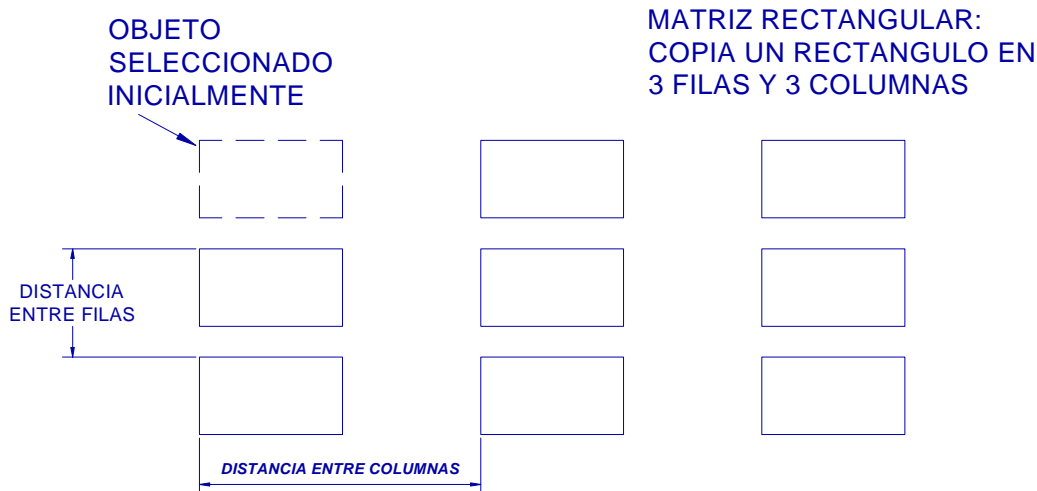 OBJETO
SELECCIONADO
INICIALMENTE
MATRIZ RECTANGULAR:
COPIA UN RECTANGULO EN
3 FILAS Y 3 COLUMNAS
DISTANCIA
ENTRE FILAS
DISTANCIA ENTRE COLUMNAS